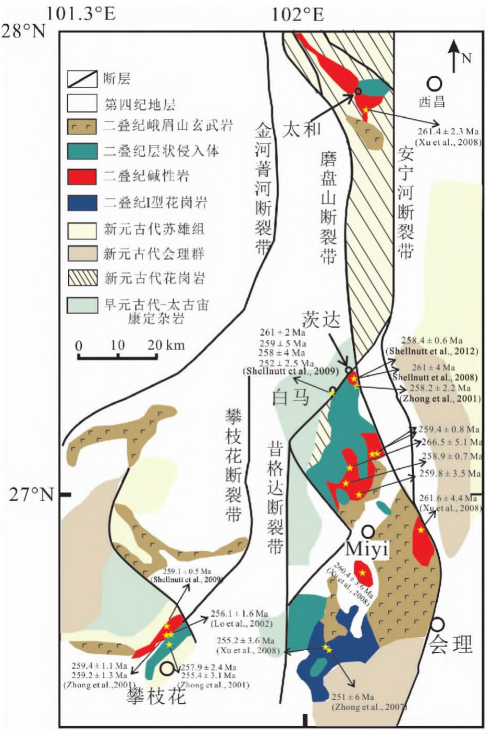 101.3°E
102°E
28°N
N
断层
第四纪地层
二叠纪峨眉山玄武岩
二叠纪层状侵入体
二叠纪碱性岩
二叠纪I型花岗岩
新元古代苏雄组
新元古代会理群
新元古代花岗岩
早元古代-太古宙
康定杂岩
0 10 20 km
金河菁河断裂带
磨盘山断裂带
安宁河断裂带
西昌
太和
261.4 ± 2.3 Ma
(Xu et al., 2008)
茨达
261 ± 2 Ma
259 ± 5 Ma
258 ± 4 Ma
252 ± 2.5 Ma
(Shellnutt et al., 2009)
白马
258.4 ± 0.6 Ma
(Shellnutt et al., 2012)
261 ± 4 Ma
(Shellnutt et al., 2008)
258.2 ± 2.2 Ma
(Zhong et al., 2001)
攀枝花断裂带
昔格达断裂带
259.4 ± 0.8 Ma
266.5 ± 5.1 Ma
258.9 ± 0.7 Ma
259.8 ± 3.5 Ma
27°N
261.6 ± 4.4 Ma
(Xu et al., 2008)
Miyi
260.4 ± 3.6 Ma
(Xu et al., 2008)
259.1 ± 0.5 Ma
(Shellnutt et al., 2009)
256.1 ± 1.6 Ma
(Lo et al., 2002)
255.2 ± 3.6 Ma
(Xu et al., 2008)
会理
259.4 ± 1.1 Ma
259.2 ± 1.3 Ma
(Zhong et al., 2001)
257.9 ± 2.4 Ma
255.4 ± 3.1 Ma
(Zhong et al., 2001)
攀枝花
251 ± 6 Ma
(Zhong et al., 2007)